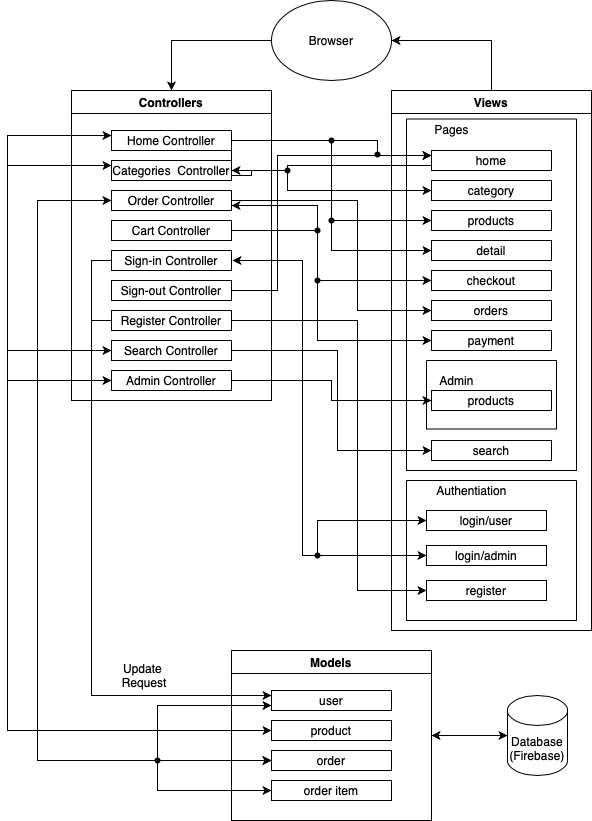 Browser
Controllers
Home Controller
Categories Controller
Order Controller
Cart Controller
Sign-in Controller
Sign-out Controller
Register Controller
Search Controller
Admin Controller
Views
Pages
home
category
products
detail
checkout
orders
payment
Admin
products
search
Authentiation
login/user
login/admin
register
Update
Request
Models
user
product
order
order item
Database
(Firebase)